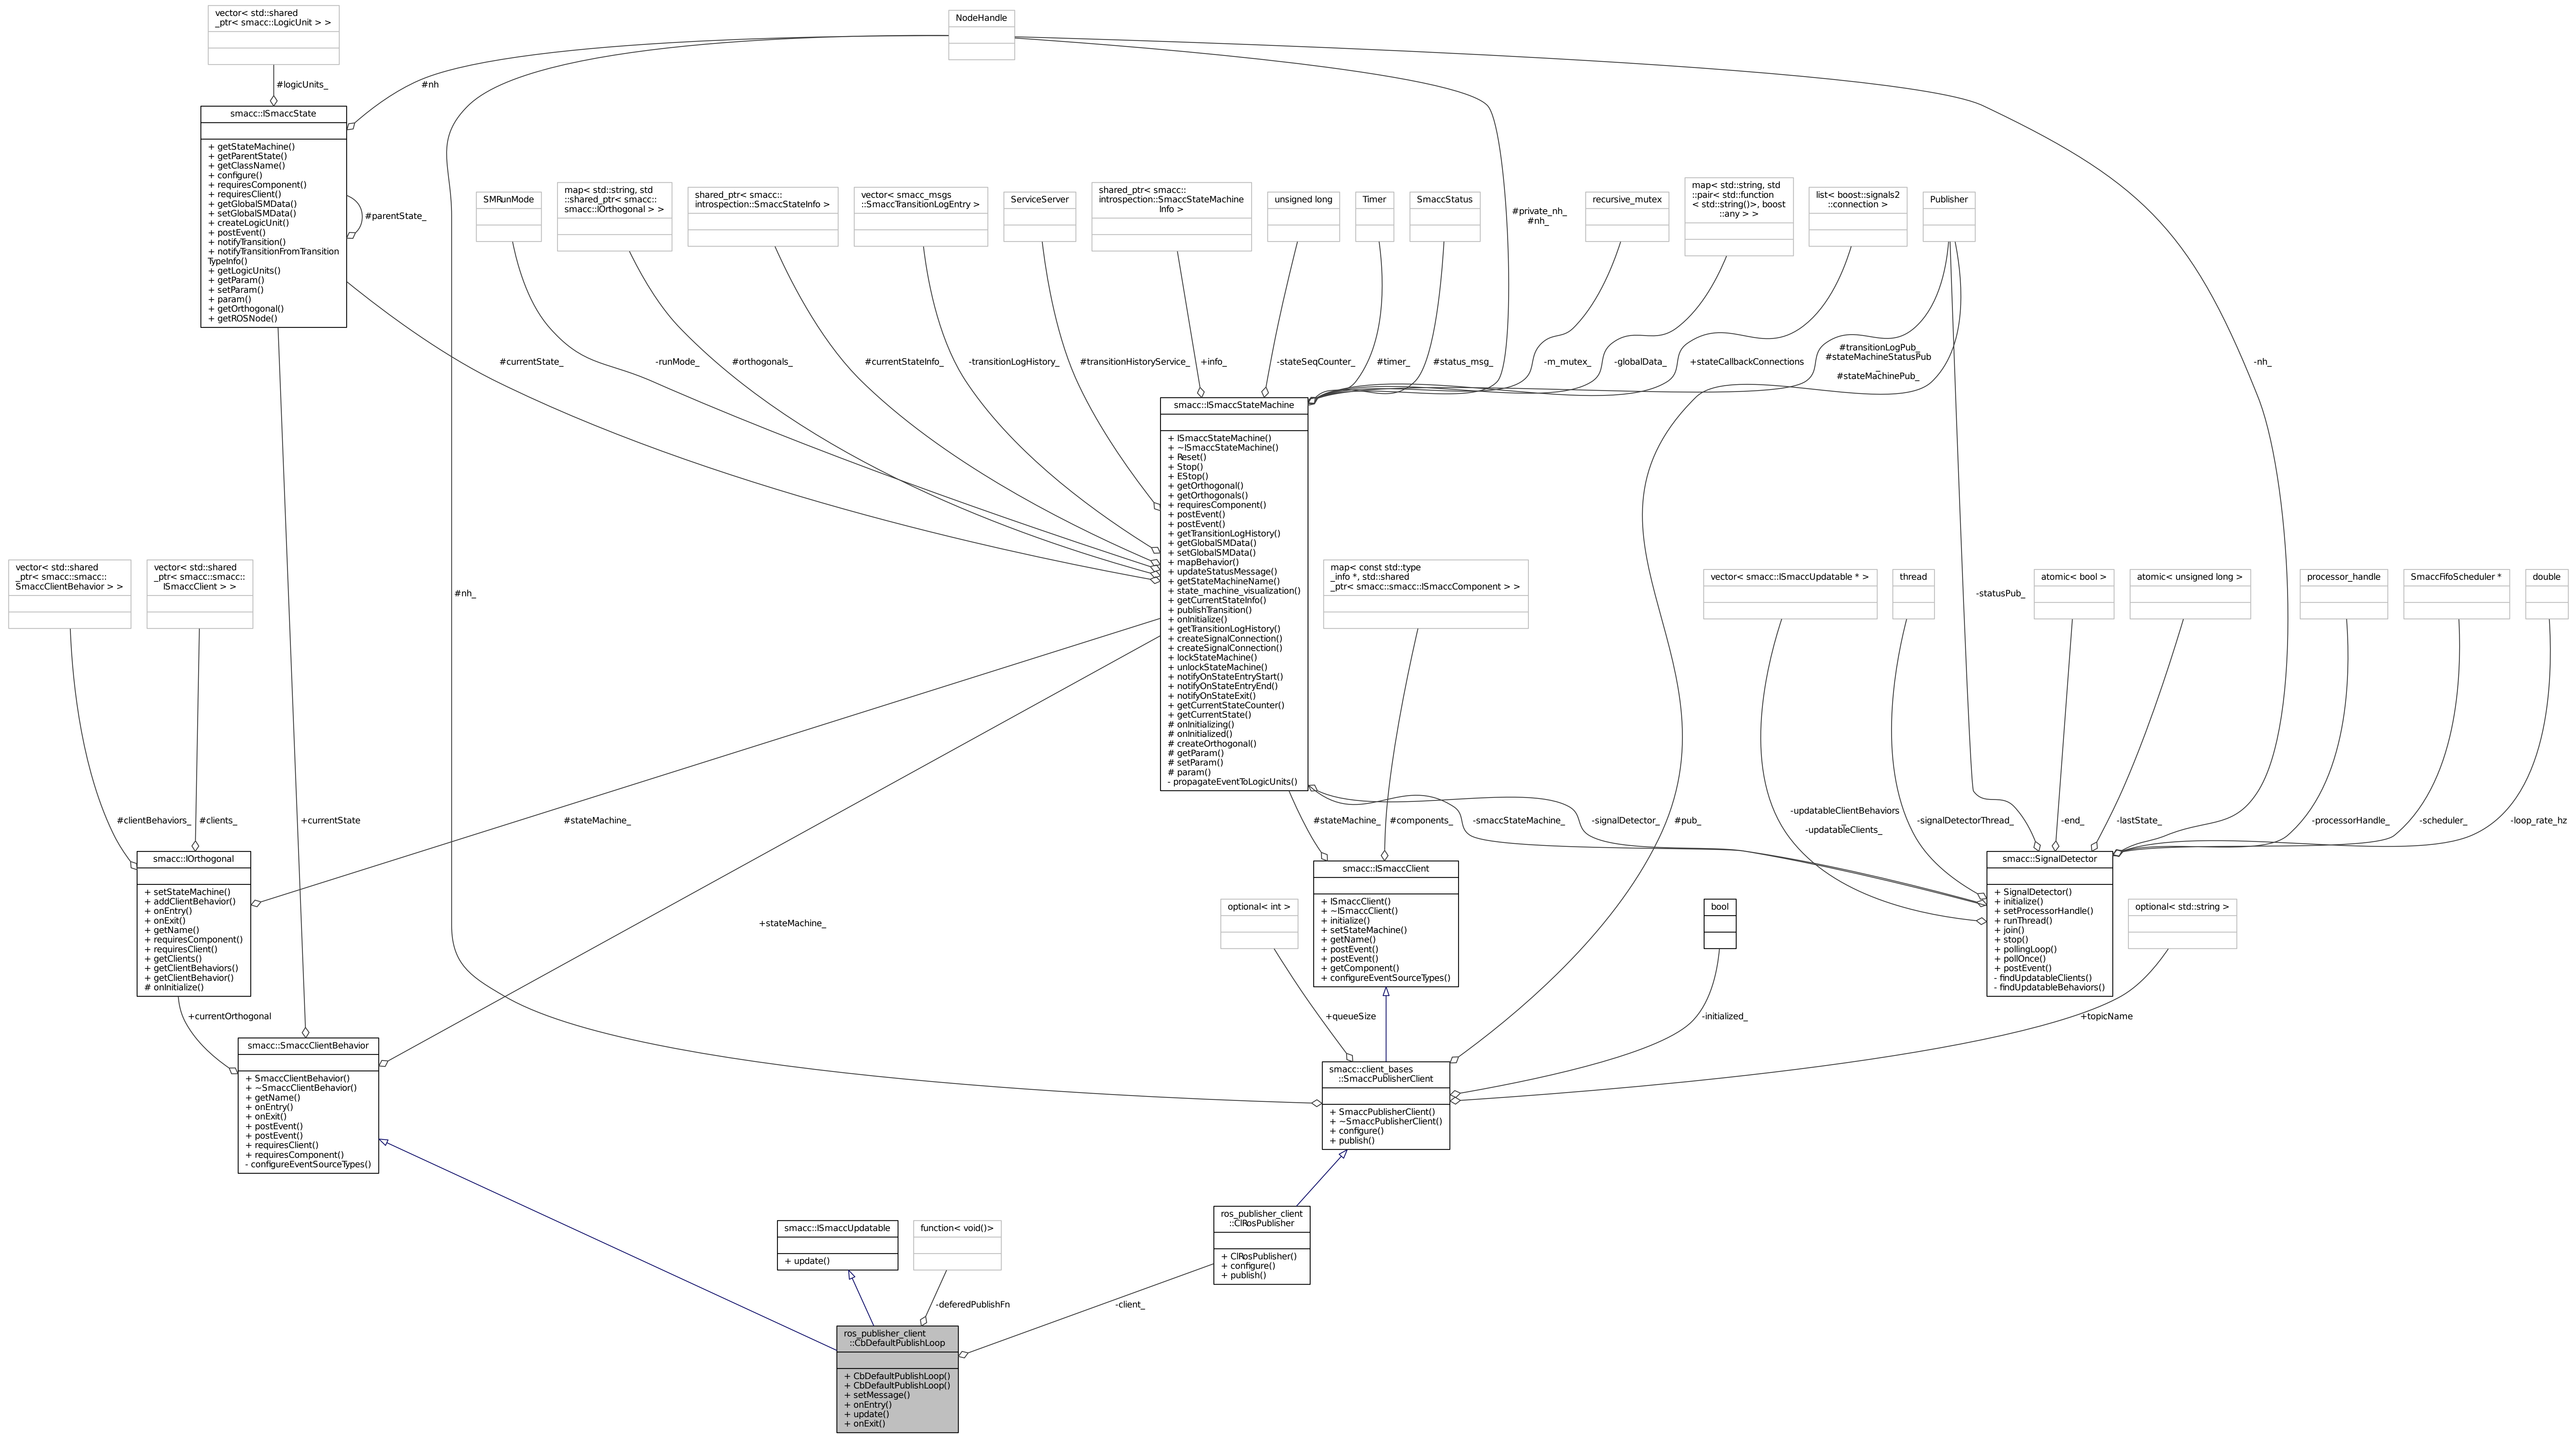 vector< std::shared
_ptr< smacc::LogicUnit > >
NodeHandle
#logicUnits_
#nh
smacc::ISmaccState
+ getStateMachine()
+ getParentState()
+ getClassName()
+ configure()
+ requiresComponent()
+ requiresClient()
+ getGlobalSMData()
+ setGlobalSMData()
+ createLogicUnit()
+ postEvent()
+ notifyTransition()
+ notifyTransitionFromTransition
TypeInfo()
+ getLogicUnits()
+ getParam()
+ setParam()
+ param()
+ getOrthogonal()
+ getROSNode()
#parentState_
SMRunMode
map< std::string, std
::shared_ptr< smacc::
smacc::IOrthogonal > >
shared_ptr< smacc::
introspection::SmaccStateInfo >
vector< smacc_msgs
::SmaccTransitionLogEntry >
ServiceServer
shared_ptr< smacc::
introspection::SmaccStateMachine
Info >
unsigned long
Timer
SmaccStatus
#private_nh_
#nh_
recursive_mutex
map< std::string, std
::pair< std::function
< std::string()>, boost
::any > >
list< boost::signals2
::connection >
Publisher
#currentState_
-runMode_
#orthogonals_
#currentStateInfo_
-transitionLogHistory_
#transitionHistoryService_
+info_
-stateSeqCounter_
#timer_
#status_msg_
-m_mutex_
-globalData_
+stateCallbackConnections
#transitionLogPub_
#stateMachineStatusPub
_
#stateMachinePub_
-nh_
smacc::ISmaccStateMachine
+ ISmaccStateMachine()
+ ~ISmaccStateMachine()
+ Reset()
+ Stop()
+ EStop()
+ getOrthogonal()
+ getOrthogonals()
+ requiresComponent()
+ postEvent()
+ postEvent()
+ getTransitionLogHistory()
+ getGlobalSMData()
+ setGlobalSMData()
+ mapBehavior()
+ updateStatusMessage()
+ getStateMachineName()
+ state_machine_visualization()
+ getCurrentStateInfo()
+ publishTransition()
+ onInitialize()
+ getTransitionLogHistory()
+ createSignalConnection()
+ createSignalConnection()
+ lockStateMachine()
+ unlockStateMachine()
+ notifyOnStateEntryStart()
+ notifyOnStateEntryEnd()
+ notifyOnStateExit()
+ getCurrentStateCounter()
+ getCurrentState()
# onInitializing()
# onInitialized()
# createOrthogonal()
# getParam()
# setParam()
# param()
- propagateEventToLogicUnits()
vector< std::shared
_ptr< smacc::smacc::
SmaccClientBehavior > >
vector< std::shared
_ptr< smacc::smacc::
ISmaccClient > >
#nh_
map< const std::type
_info *, std::shared
_ptr< smacc::smacc::ISmaccComponent > >
vector< smacc::ISmaccUpdatable * >
thread
-statusPub_
atomic< bool >
atomic< unsigned long >
processor_handle
SmaccFifoScheduler *
double
#clientBehaviors_
#clients_
+currentState
#stateMachine_
#stateMachine_
#components_
-smaccStateMachine_
-signalDetector_
#pub_
-updatableClientBehaviors
_
-updatableClients_
-signalDetectorThread_
-end_
-lastState_
-processorHandle_
-scheduler_
-loop_rate_hz
smacc::IOrthogonal
+ setStateMachine()
+ addClientBehavior()
+ onEntry()
+ onExit()
+ getName()
+ requiresComponent()
+ requiresClient()
+ getClients()
+ getClientBehaviors()
+ getClientBehavior()
# onInitialize()
+stateMachine_
smacc::ISmaccClient
+ ISmaccClient()
+ ~ISmaccClient()
+ initialize()
+ setStateMachine()
+ getName()
+ postEvent()
+ postEvent()
+ getComponent()
+ configureEventSourceTypes()
optional< int >
bool
smacc::SignalDetector
+ SignalDetector()
+ initialize()
+ setProcessorHandle()
+ runThread()
+ join()
+ stop()
+ pollingLoop()
+ pollOnce()
+ postEvent()
- findUpdatableClients()
- findUpdatableBehaviors()
optional< std::string >
+currentOrthogonal
+queueSize
-initialized_
+topicName
smacc::SmaccClientBehavior
+ SmaccClientBehavior()
+ ~SmaccClientBehavior()
+ getName()
+ onEntry()
+ onExit()
+ postEvent()
+ postEvent()
+ requiresClient()
+ requiresComponent()
- configureEventSourceTypes()
smacc::client_bases
::SmaccPublisherClient
+ SmaccPublisherClient()
+ ~SmaccPublisherClient()
+ configure()
+ publish()
smacc::ISmaccUpdatable
+ update()
function< void()>
ros_publisher_client
::ClRosPublisher
+ ClRosPublisher()
+ configure()
+ publish()
-deferedPublishFn
-client_
ros_publisher_client
::CbDefaultPublishLoop
+ CbDefaultPublishLoop()
+ CbDefaultPublishLoop()
+ setMessage()
+ onEntry()
+ update()
+ onExit()